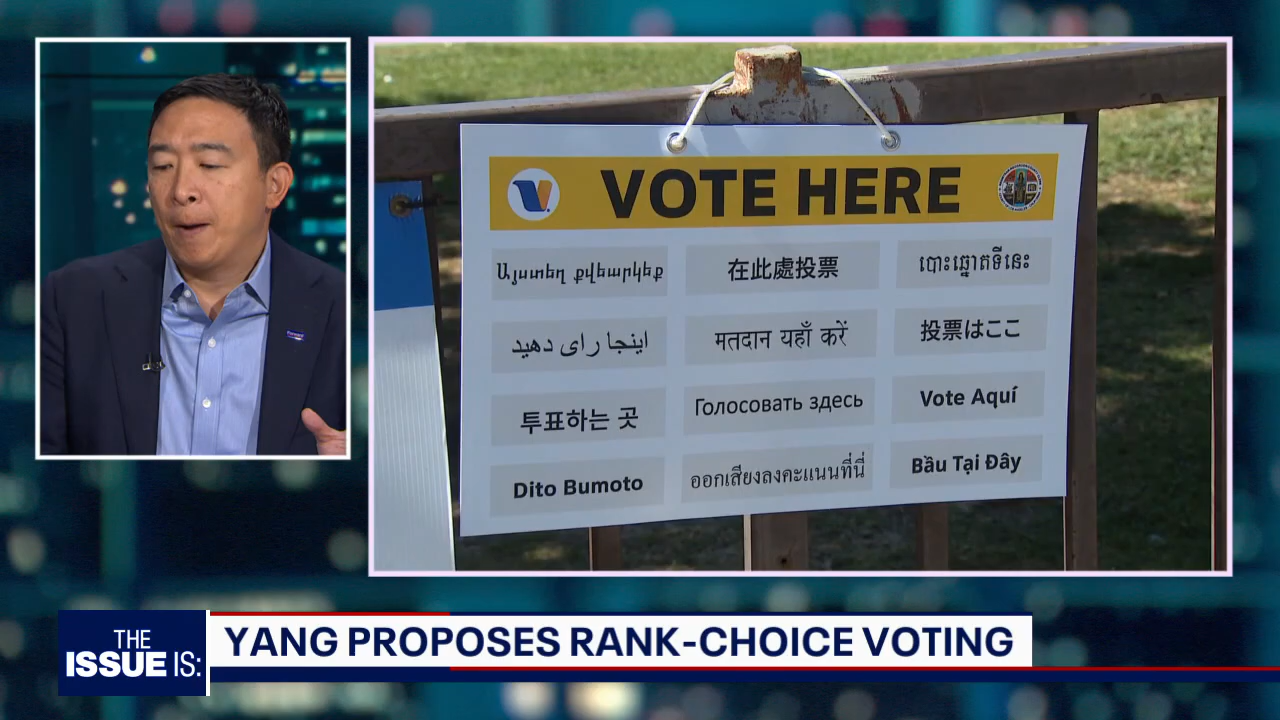 VOTE HERE
Այստեղ քվեարկեք
在此處投票
បោះឆ្នោតទីនេះ
اینجا رای دهید
मतदान यहाँ करें
投票はここ
투표하는 곳
Голосовать здесь
Vote Aquí
Dito Bumoto
ออกเสียงลงคะแนนที่นี่
Bầu Tại Đây
THE
ISSUE IS:
YANG PROPOSES RANK-CHOICE VOTING